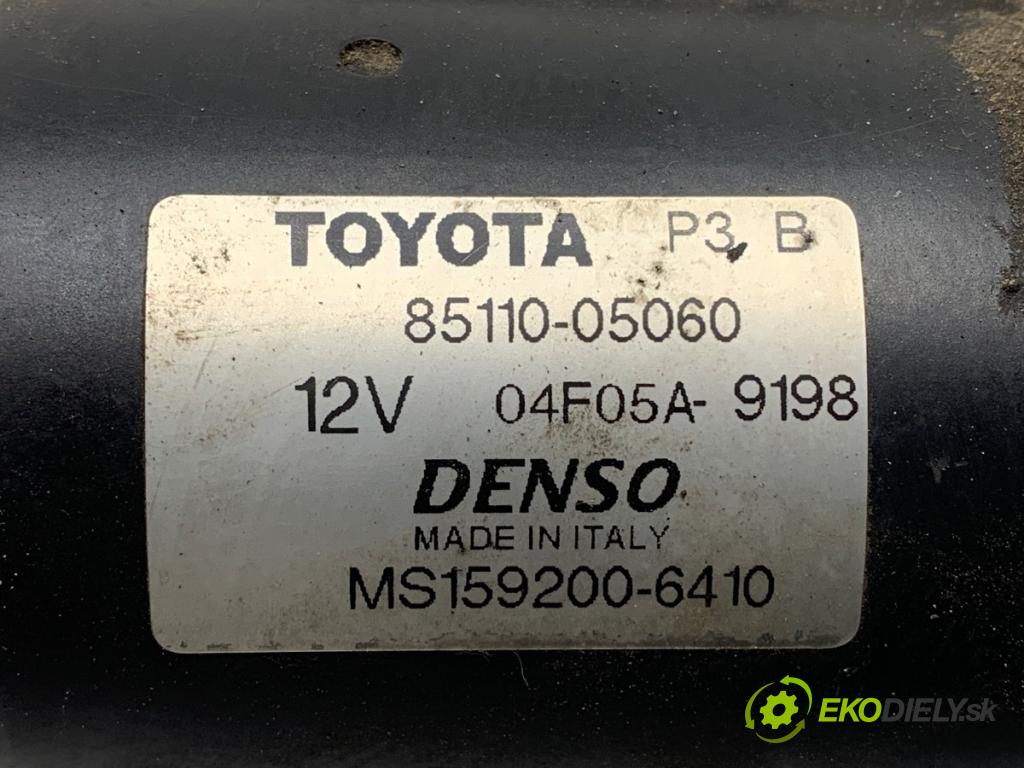 TOYOTA P3 B
85110-05060
12V 04F05A- 9198
DENSO
MADE IN ITALY
MS159200-6410
EKODIELY.sk